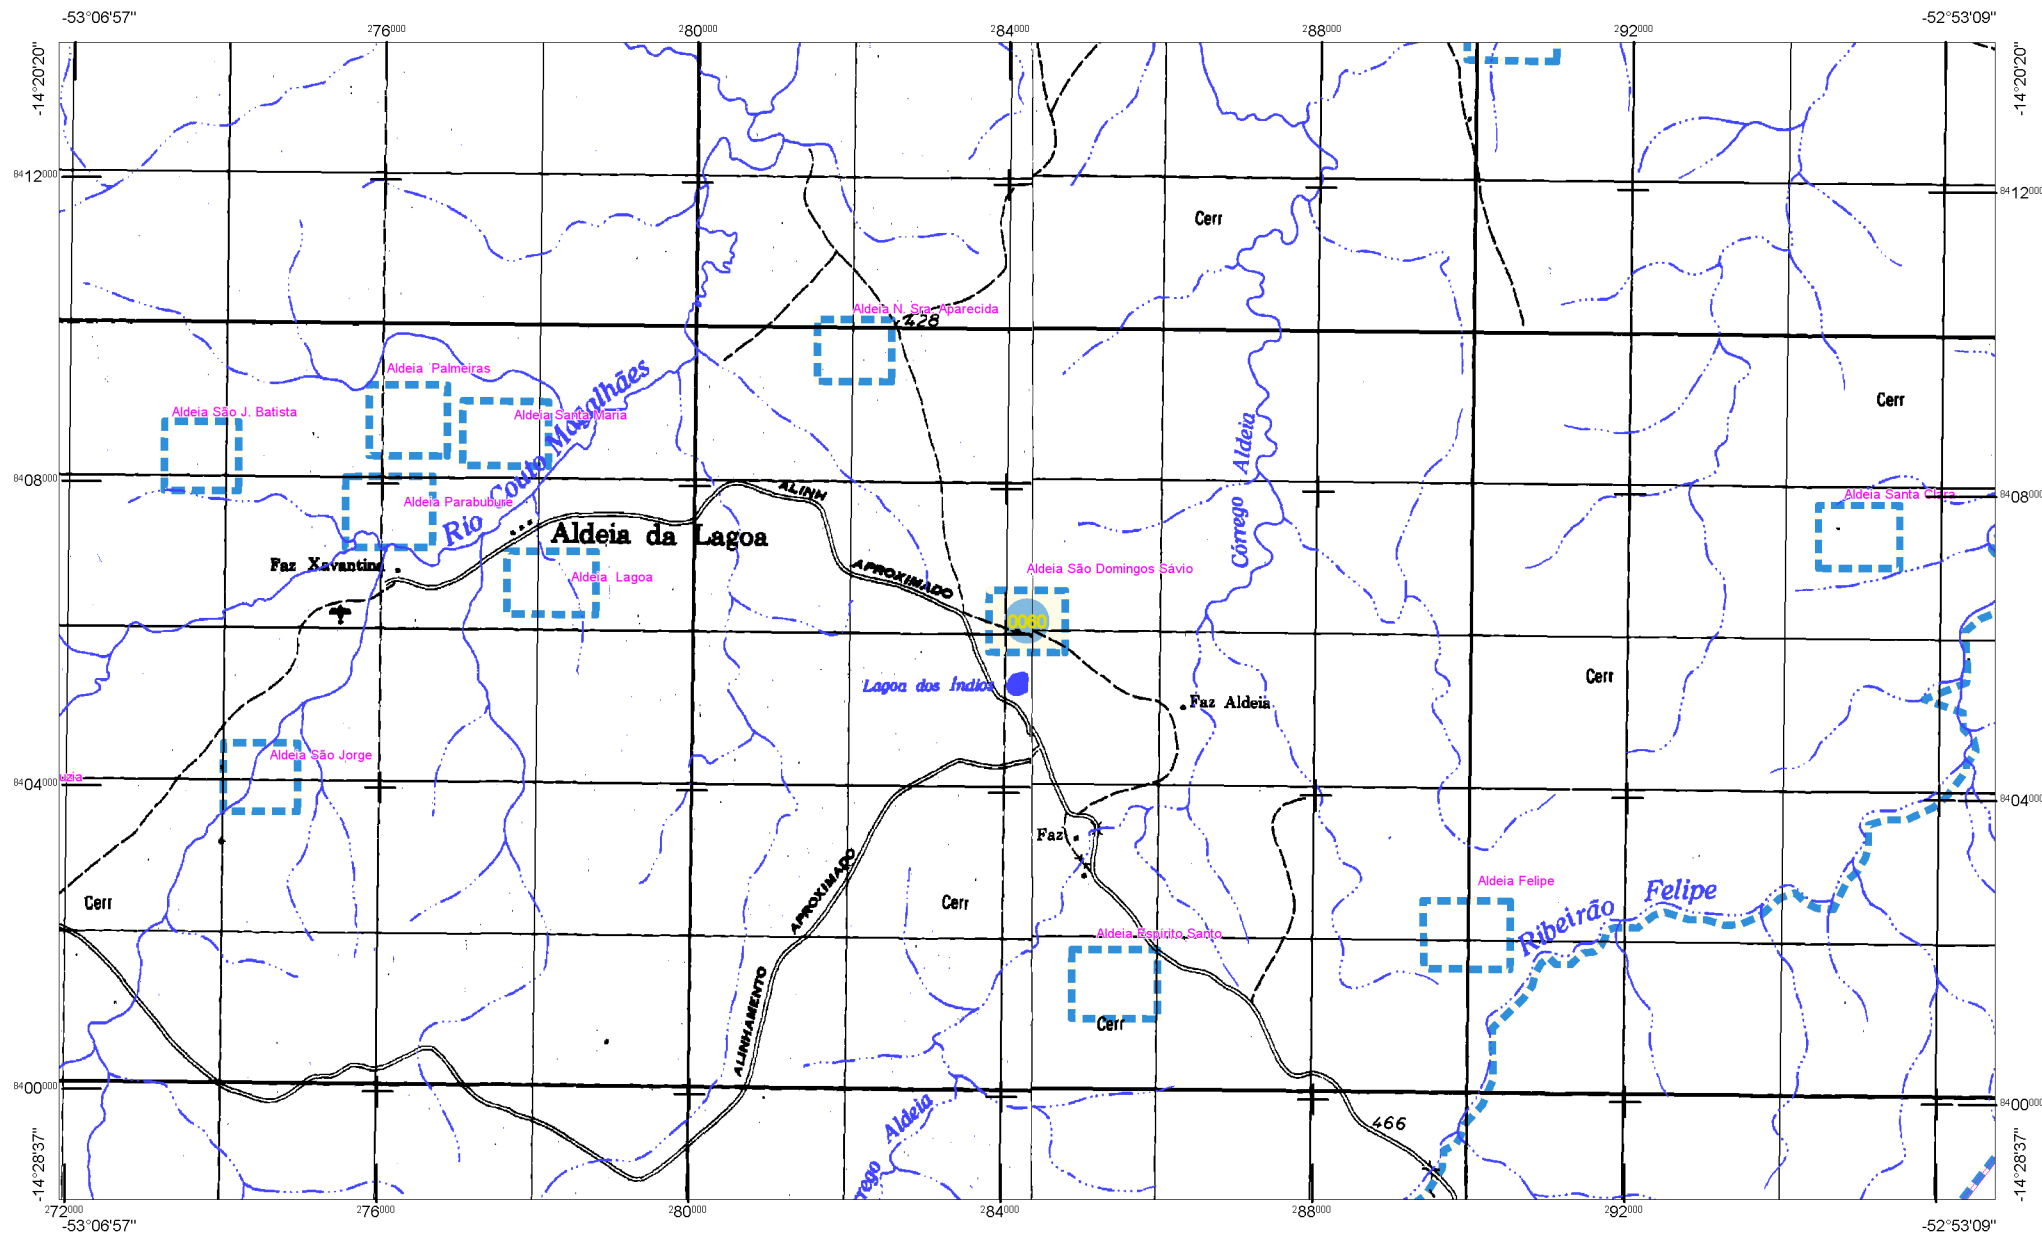 -53°06'57"
-52°53'09"
276000
280000
284000
288000
292000
-14°20'20"
-14°20'20"
8412000
8412000
Cerr
Aldeia N. Sra. Aparecida
428
Aldeia Palmeiras
Aldeia São J. Batista
Aldeia Santa Maria
Cerr
Rio Couto Magalhães
Córrego Aldeia
8408000
8408000
ALINH
Aldeia Parabubure
Aldeia Santa Clara
Aldeia da Lagoa
Faz Xavantina
APROXIMADO
Aldeia Lagoa
Aldeia São Domingos Sávio
0060
Lagoa dos Índios
Cerr
Faz Aldeia
Aldeia São Jorge
uzia
8404000
8404000
Faz
APROXIMADO
Cerr
Cerr
Aldeia Felipe
Ribeirão Felipe
Aldeia Espirito Santo
ALINHAMENTO
Cerr
8400000
8400000
466
Aldeia
rrego
-14°28'37"
-14°28'37"
272000
276000
280000
284000
288000
292000
-53°06'57"
-52°53'09"